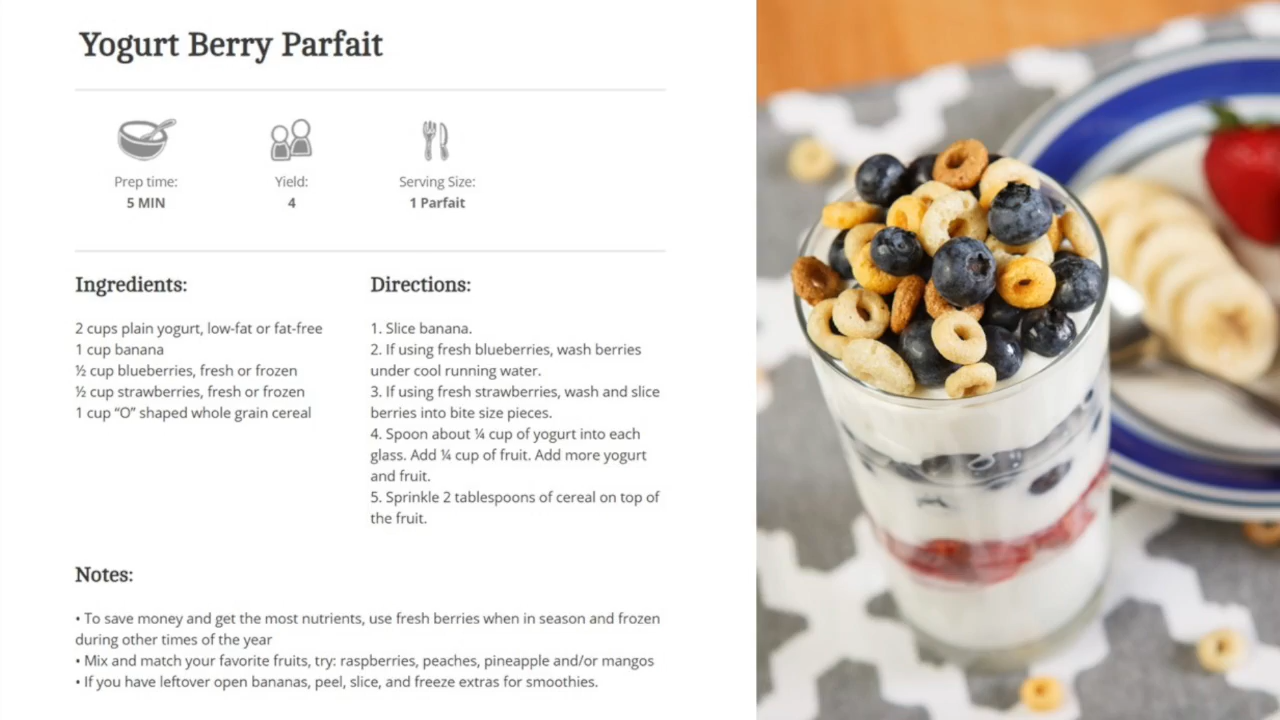 Yogurt Berry Parfait
Prep time:
5 MIN
Yield:
4
Serving Size:
1 Parfait
Ingredients:
2 cups plain yogurt, low-fat or fat-free
1 cup banana
½ cup blueberries, fresh or frozen
½ cup strawberries, fresh or frozen
1 cup “O” shaped whole grain cereal
Directions:
1. Slice banana.
2. If using fresh blueberries, wash berries
under cool running water.
3. If using fresh strawberries, wash and slice
berries into bite size pieces.
4. Spoon about ¼ cup of yogurt into each
glass. Add ¼ cup of fruit. Add more yogurt
and fruit.
5. Sprinkle 2 tablespoons of cereal on top of
the fruit.
Notes:
• To save money and get the most nutrients, use fresh berries when in season and frozen
during other times of the year
• Mix and match your favorite fruits, try: raspberries, peaches, pineapple and/or mangos
• If you have leftover open bananas, peel, slice, and freeze extras for smoothies.